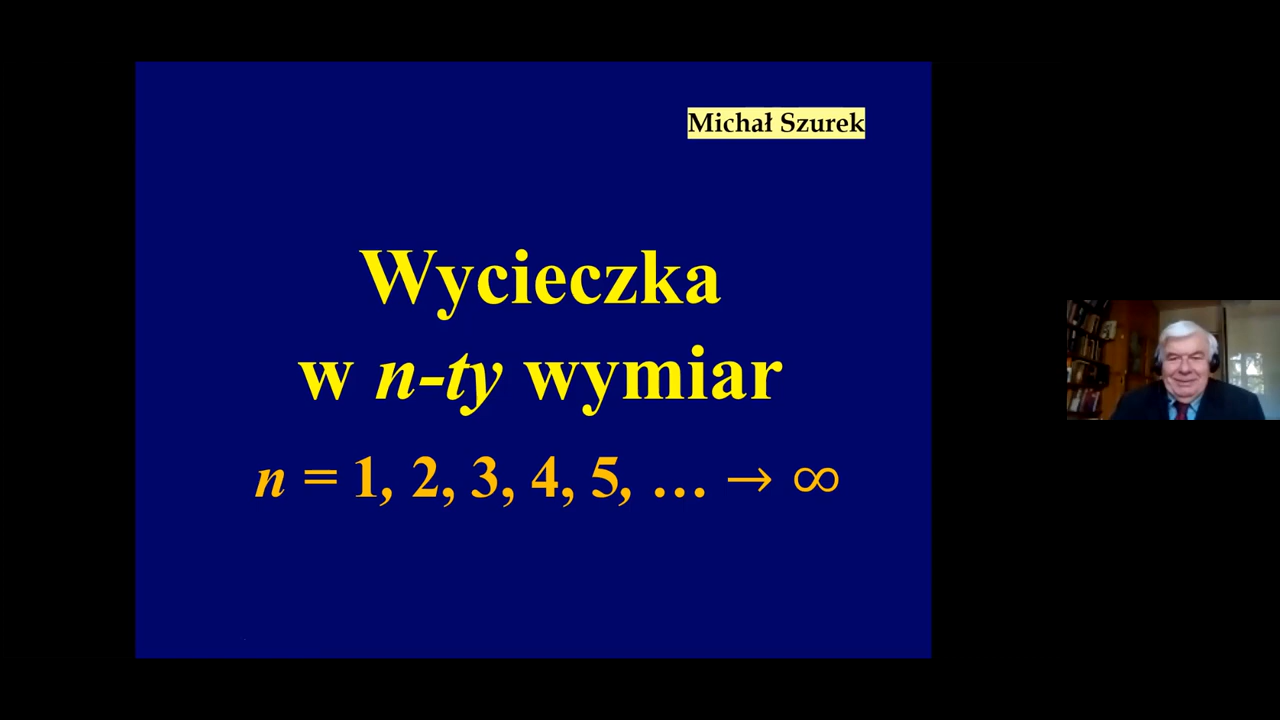 Michał Szurek
Wycieczka
w n-ty wymiar
n = 1, 2, 3, 4, 5, … → ∞